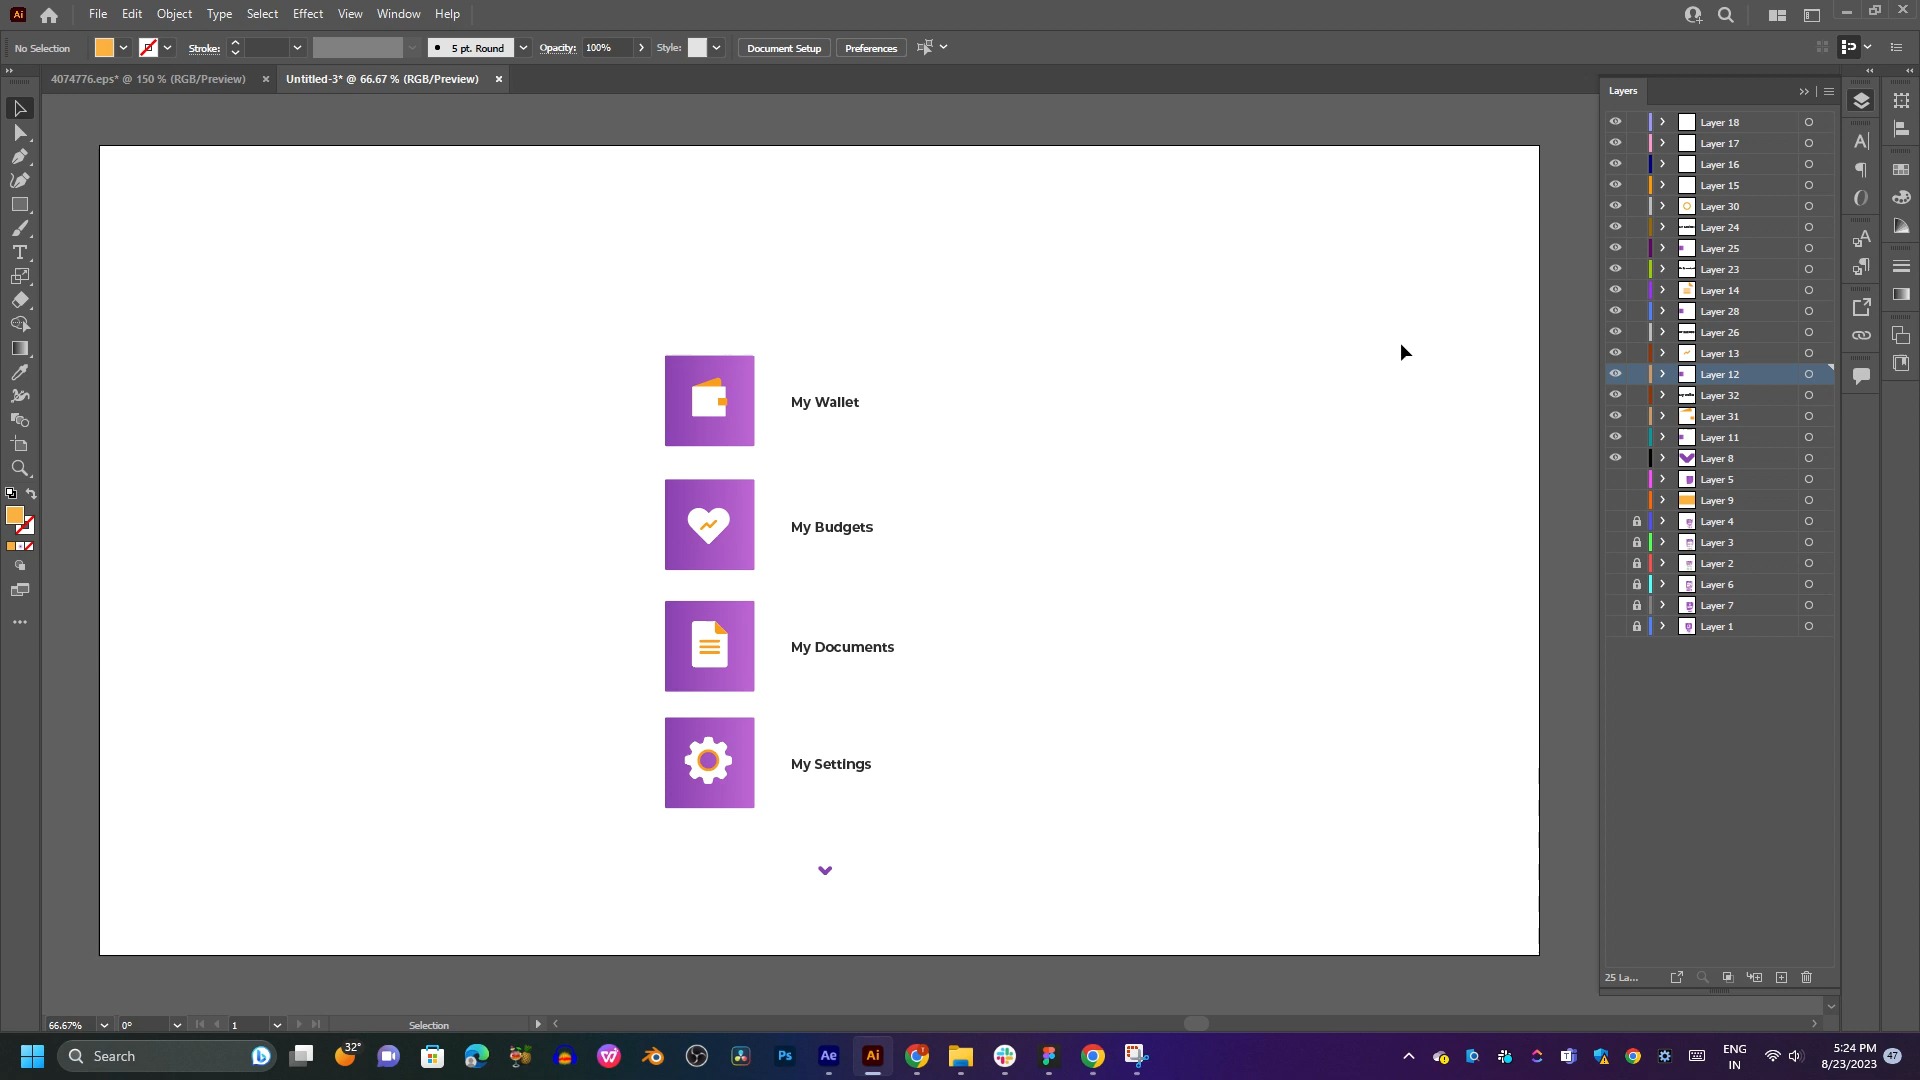 Ai File Edit Object Type Select Effect View Window Help
No Selection Stroke: 5 pt. Round Opacity: 100% Style: Document Setup Preferences
4074776.eps* @ 150 % (RGB/Preview) Untitled-3* @ 66.67 % (RGB/Preview)
Layers
Layer 18
Layer 17
Layer 16
Layer 15
Layer 30
Layer 24
Layer 25
Layer 23
Layer 14
Layer 28
Layer 26
Layer 13
Layer 12
Layer 32
Layer 31
Layer 11
Layer 8
Layer 5
Layer 9
Layer 4
Layer 3
Layer 2
Layer 6
Layer 7
Layer 1
My Wallet
My Budgets
My Documents
My Settings
25 La...
66.67% 0° 1 Selection
Search 32° Ps Ae Ai ENG IN 5:24 PM 8/23/2023 47